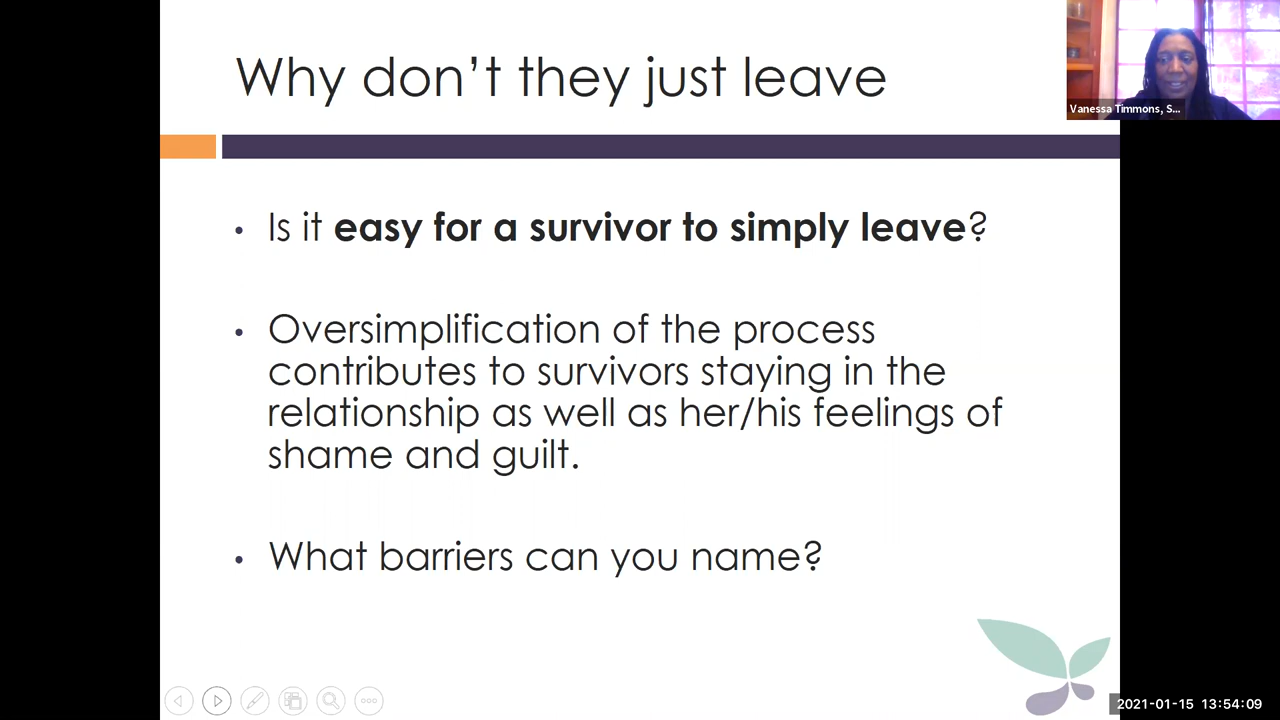 Why don’t they just leave
Vanessa Timmons, S...
• Is it easy for a survivor to simply leave?
• Oversimplification of the process
contributes to survivors staying in the
relationship as well as her/his feelings of
shame and guilt.
• What barriers can you name?
2021-01-15 13:54:09